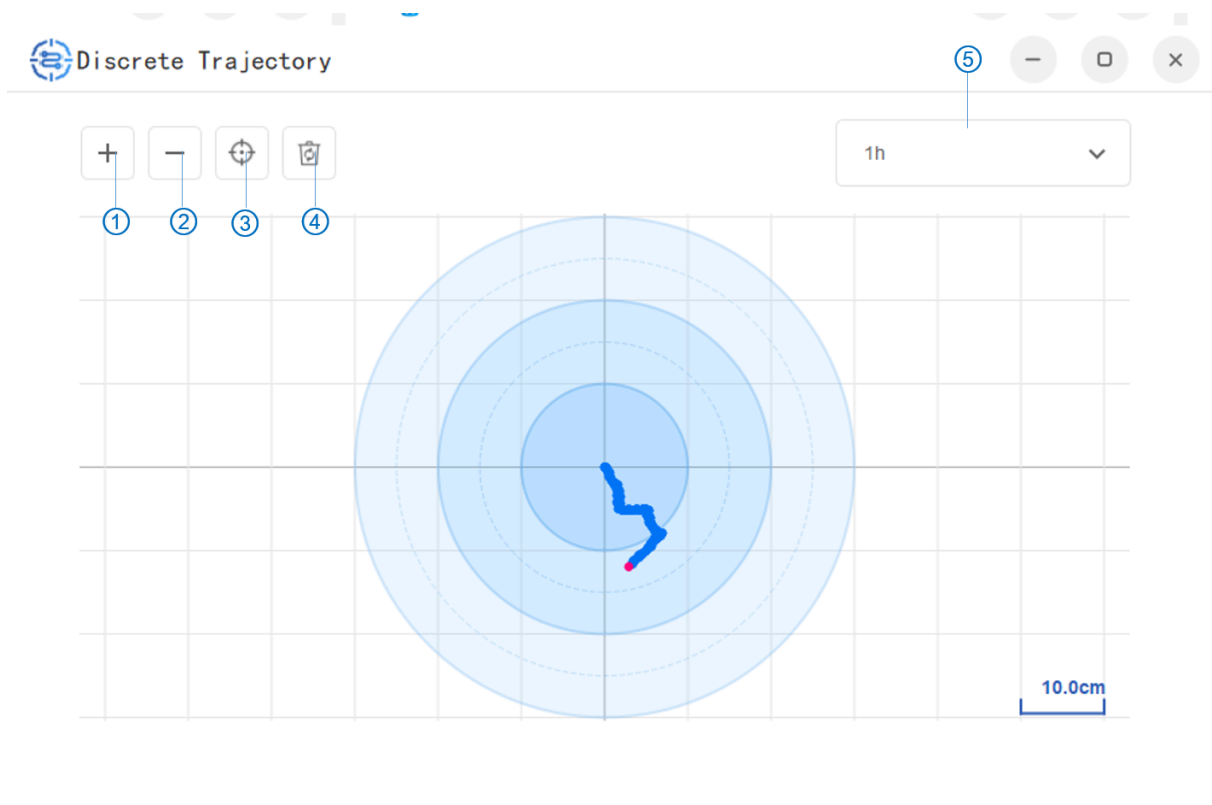 Discrete Trajectory
⑤
1h
① ② ③ ④
10.0cm